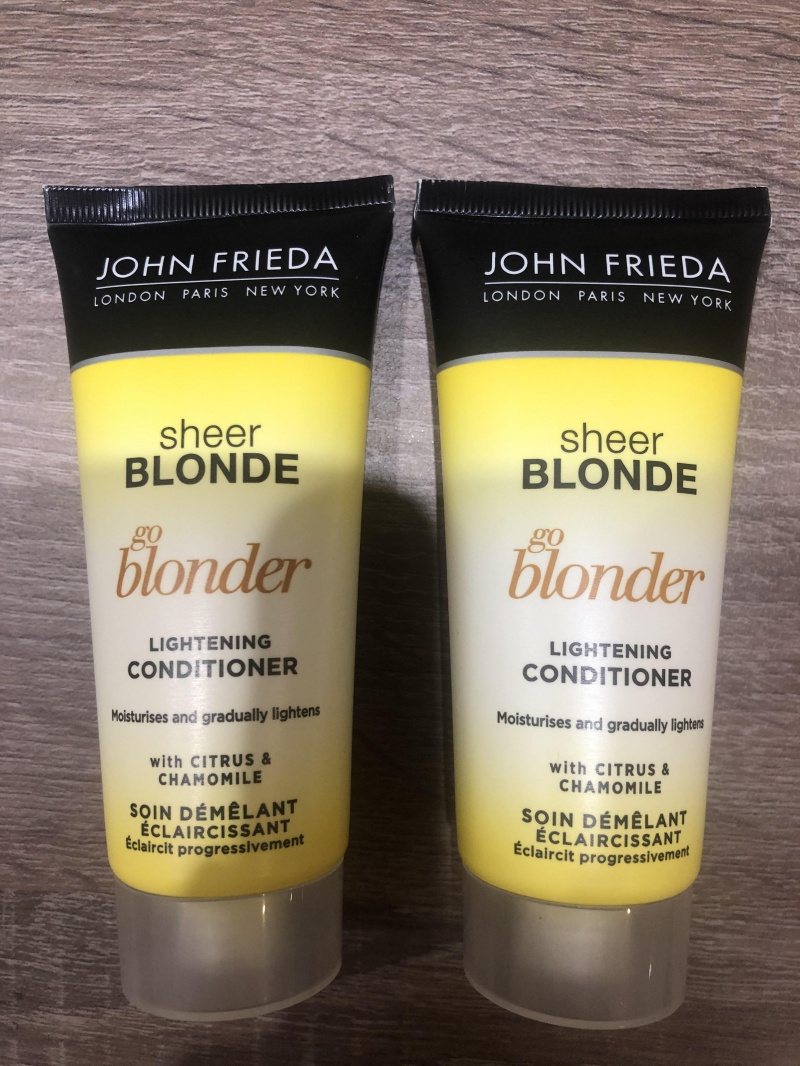 JOHN FRIEDA
LONDON PARIS NEW YORK
sheer
BLONDE
go
blonder
LIGHTENING
CONDITIONER
Moisturises and gradually lightens
with CITRUS &
CHAMOMILE
SOIN DÉMÊLANT
ÉCLAIRCISSANT
Éclaircit progressivement
JOHN FRIEDA
LONDON PARIS NEW YORK
sheer
BLONDE
go
blonder
LIGHTENING
CONDITIONER
Moisturises and gradually lightens
with CITRUS &
CHAMOMILE
SOIN DÉMÊLANT
ÉCLAIRCISSANT
Éclaircit progressivement